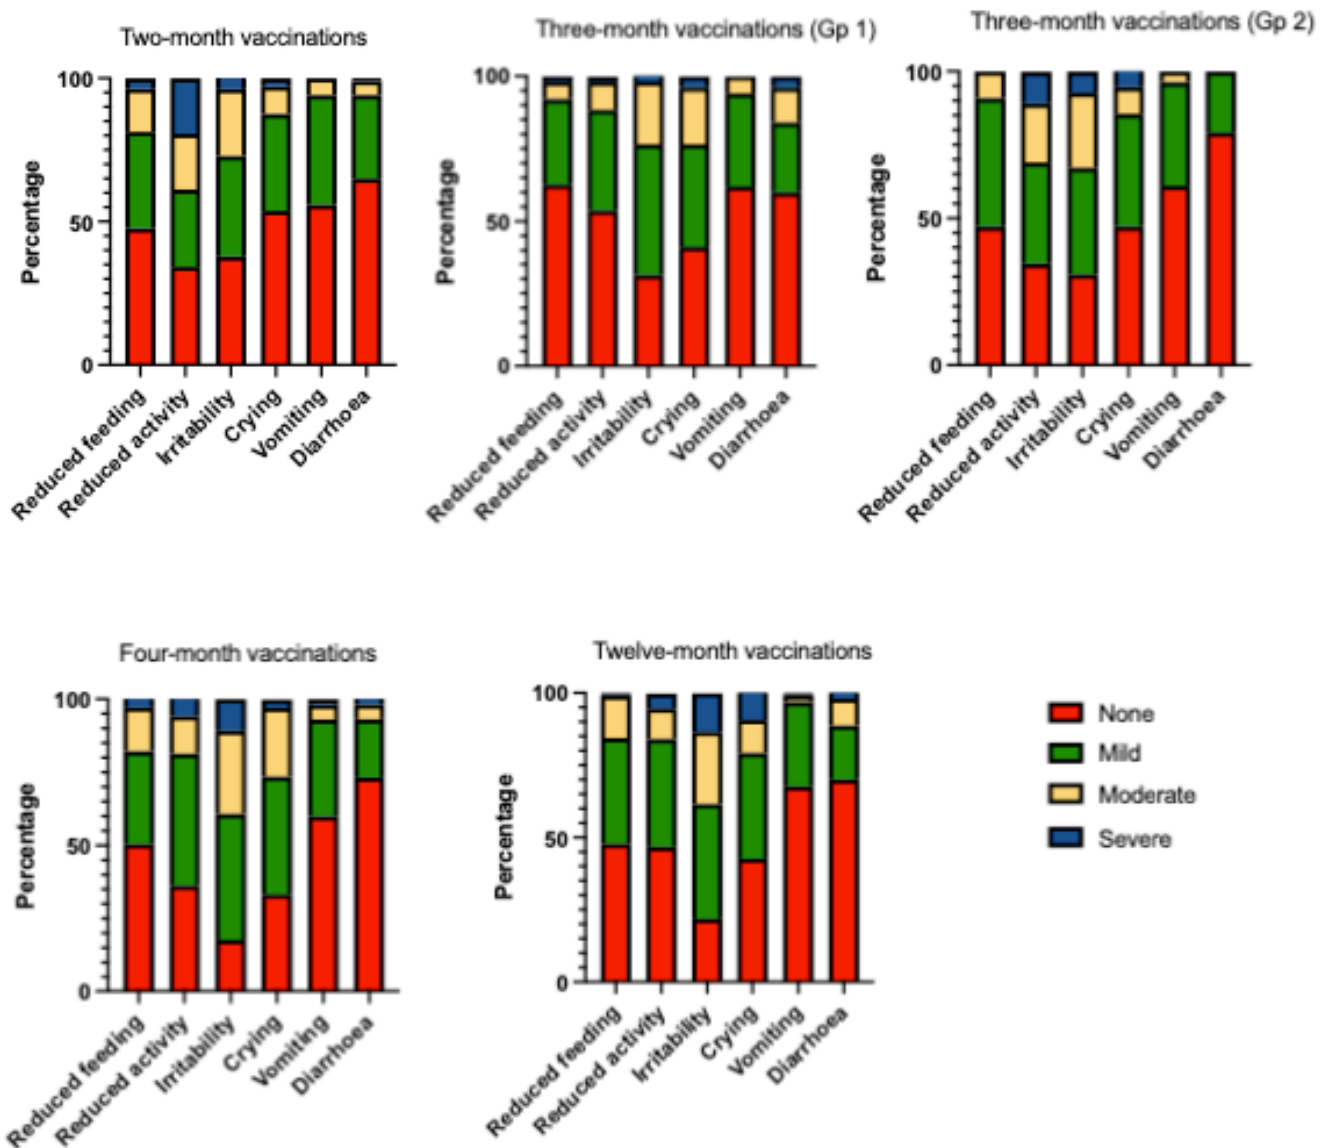 Two-month vaccinations
Percentage
100
50
0
Reduced feeding
Reduced activity
Irritability
Crying
Vomiting
Diarrhoea
Three-month vaccinations (Gp 1)
Percentage
100
50
0
Reduced feeding
Reduced activity
Irritability
Crying
Vomiting
Diarrhoea
Three-month vaccinations (Gp 2)
Percentage
100
50
0
Reduced feeding
Reduced activity
Irritability
Crying
Vomiting
Diarrhoea
Four-month vaccinations
Percentage
100
50
0
Reduced feeding
Reduced activity
Irritability
Crying
Vomiting
Diarrhoea
Twelve-month vaccinations
Percentage
100
50
0
Reduced feeding
Reduced activity
Irritability
Crying
Vomiting
Diarrhoea
None
Mild
Moderate
Severe